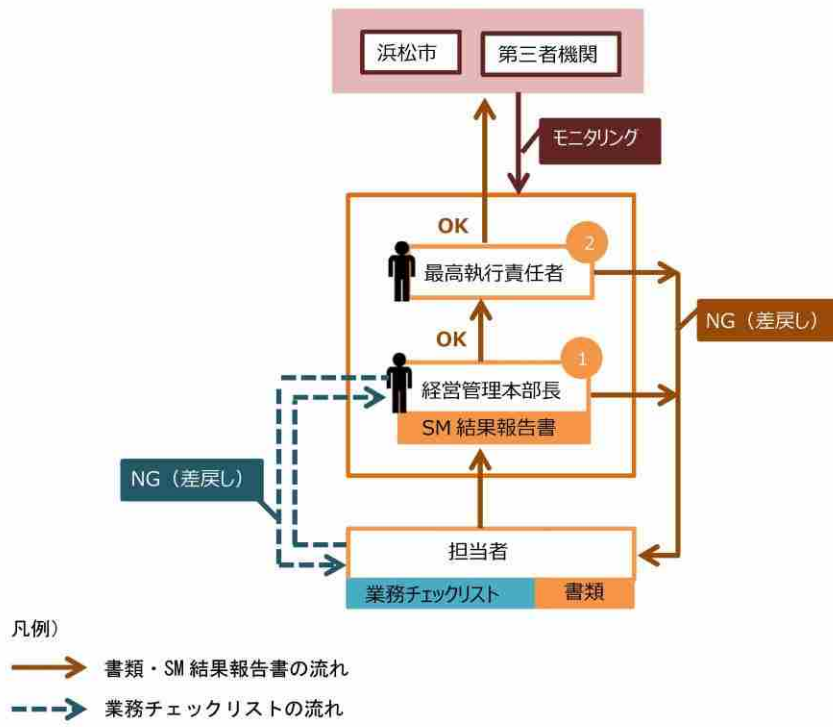 浜松市
第三者機関
モニタリング
OK
2
最高執行責任者
NG（差戻し）
OK
1
経営管理本部長
SM 結果報告書
NG（差戻し）
担当者
業務チェックリスト
書類
凡例）
書類・SM 結果報告書の流れ
業務チェックリストの流れ